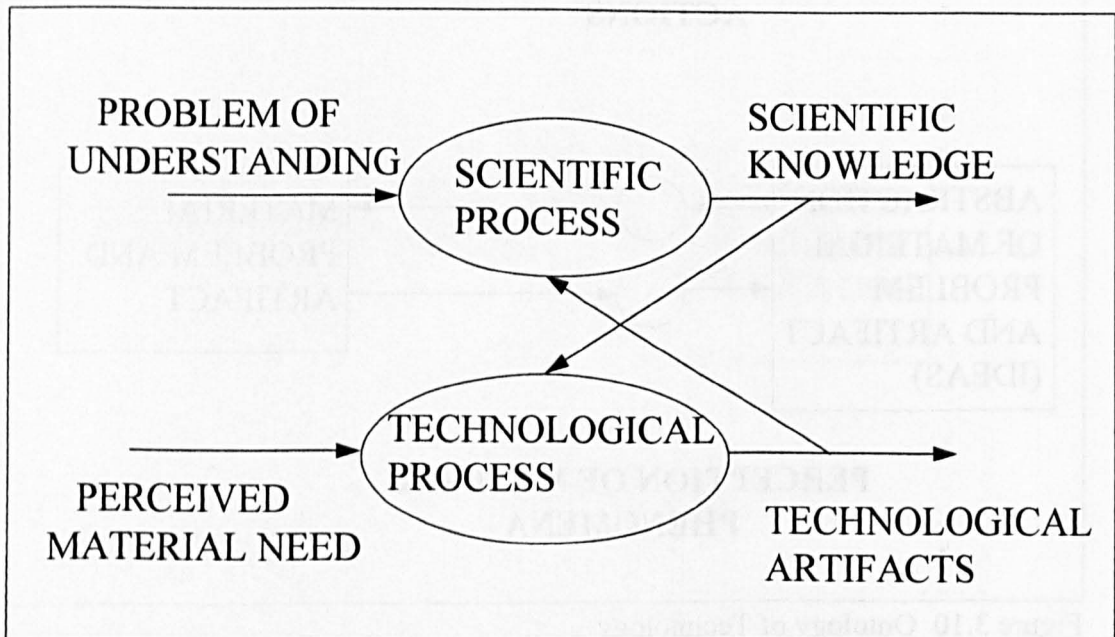 PROBLEM OF
UNDERSTANDING
SCIENTIFIC
PROCESS
SCIENTIFIC
KNOWLEDGE
TECHNOLOGICAL
PROCESS
PERCEIVED
MATERIAL NEED
TECHNOLOGICAL
ARTIFACTS